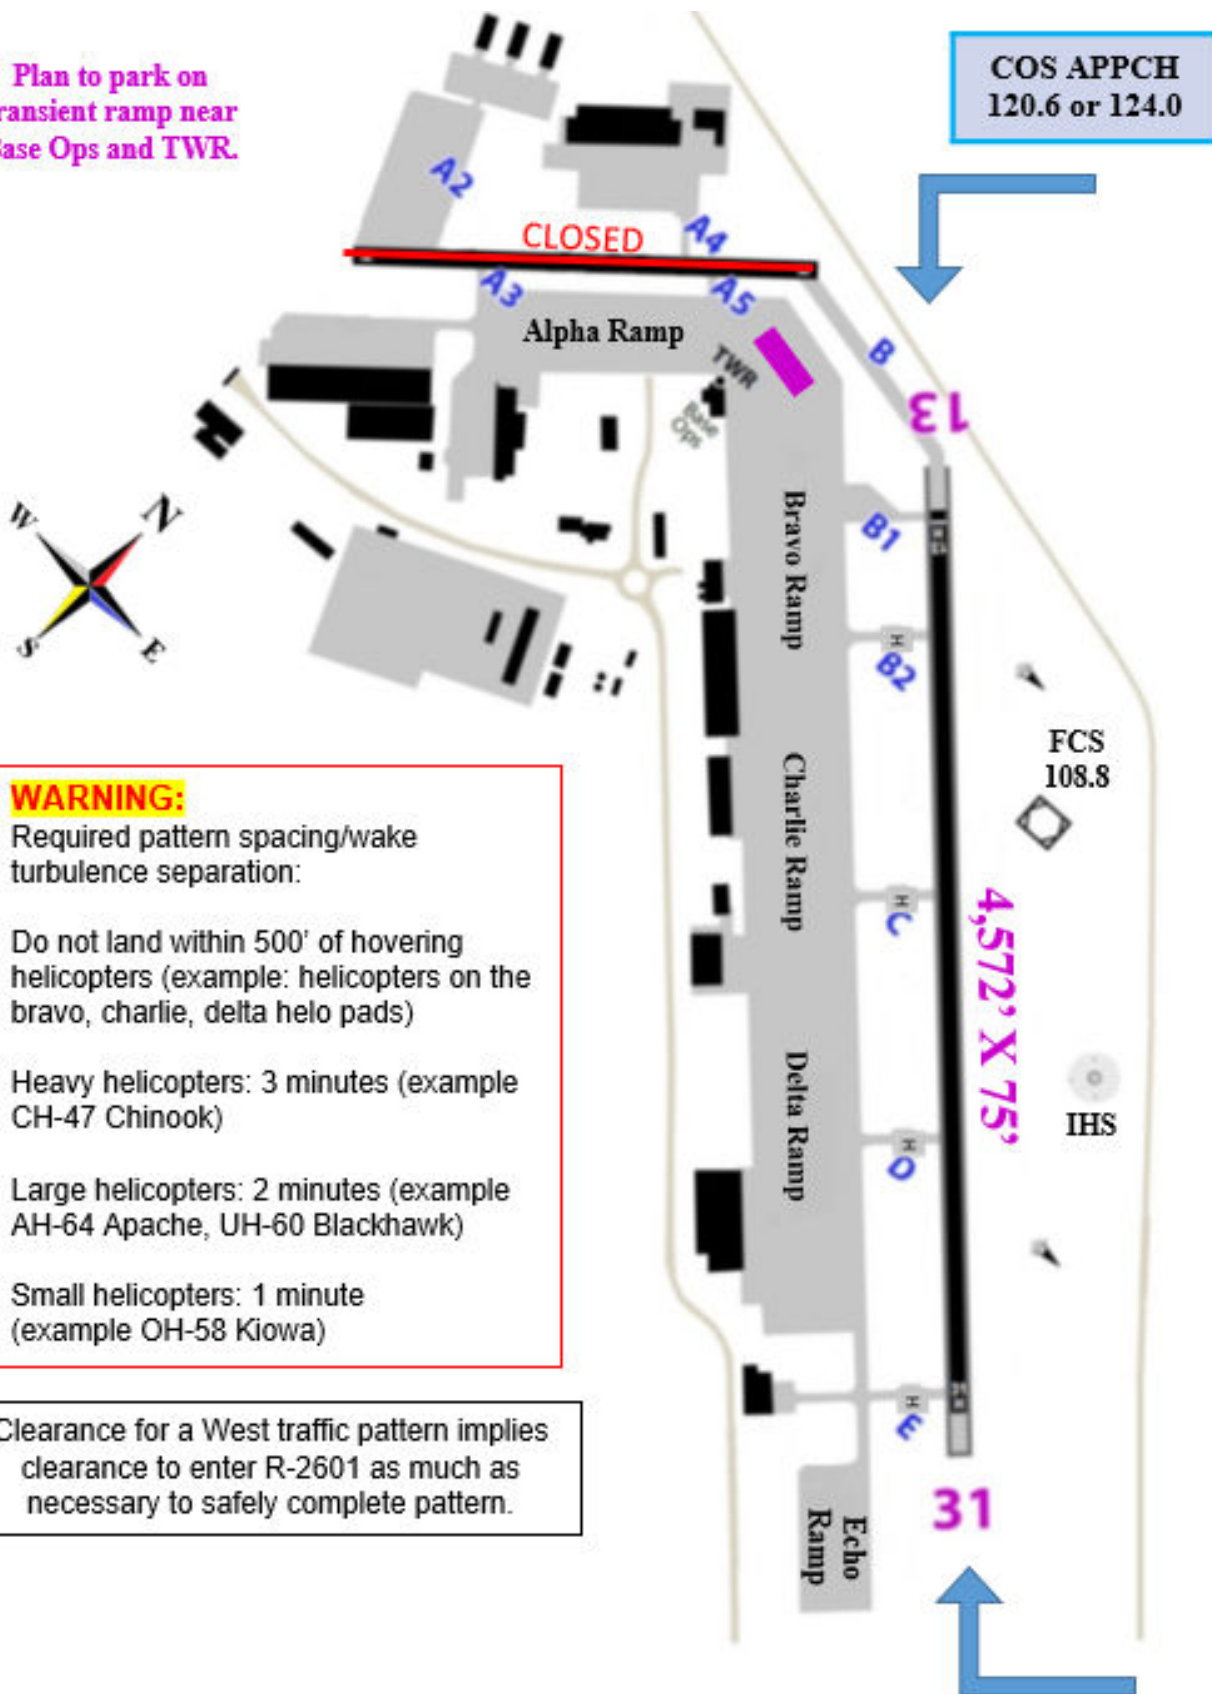 Plan to park on
ransient ramp near
ase Ops and TWR.
COS APPCH
120.6 or 124.0
A2
CLOSED
A4
A3
A5
Alpha Ramp
B
TWR
13
Base
Ops
N
W
S
E
Bravo Ramp
B1
H
B2
FCS
108.8
Charlie Ramp
H
C
4,572' X 75'
Delta Ramp
IHS
H
D
WARNING:
Required pattern spacing/wake
turbulence separation:
Do not land within 500' of hovering
helicopters (example: helicopters on the
bravo, charlie, delta helo pads)
Heavy helicopters: 3 minutes (example
CH-47 Chinook)
Large helicopters: 2 minutes (example
AH-64 Apache, UH-60 Blackhawk)
Small helicopters: 1 minute
(example OH-58 Kiowa)
H
E
Clearance for a West traffic pattern implies
clearance to enter R-2601 as much as
necessary to safely complete pattern.
31
Echo
Ramp